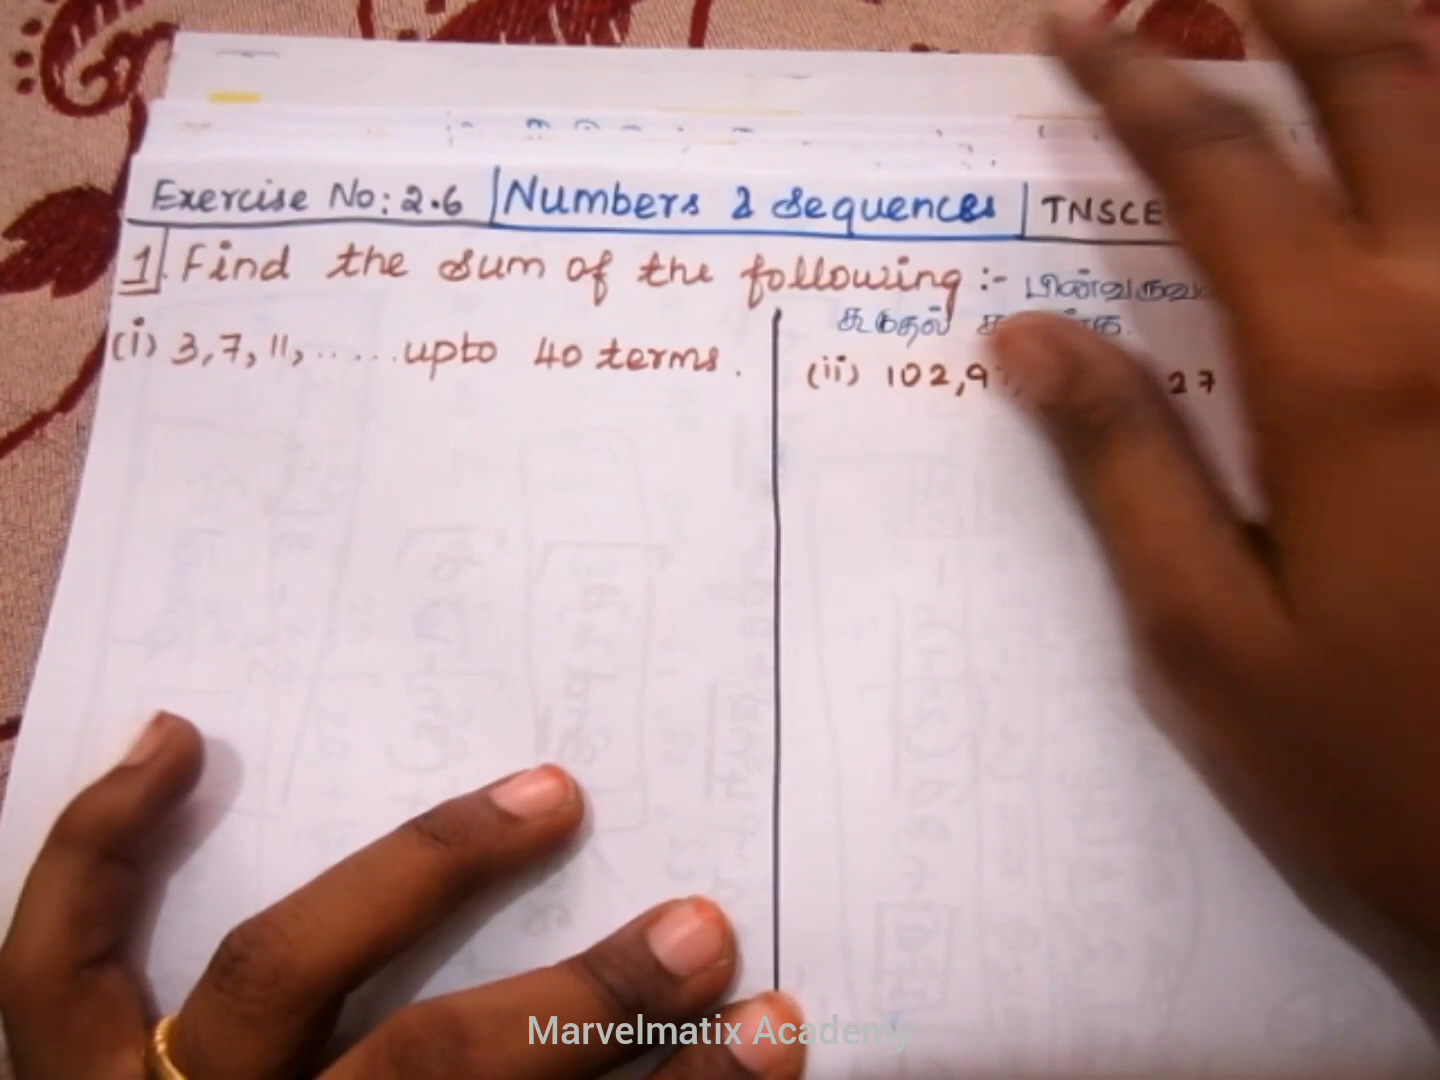 Exercise No: 2.6 | Numbers & Sequences | TNSCE
1. Find the sum of the following :-
கூடுதல்
(i) 3, 7, 11, ...... upto 40 terms.
(ii) 102, 27
Marvelmatix Academy